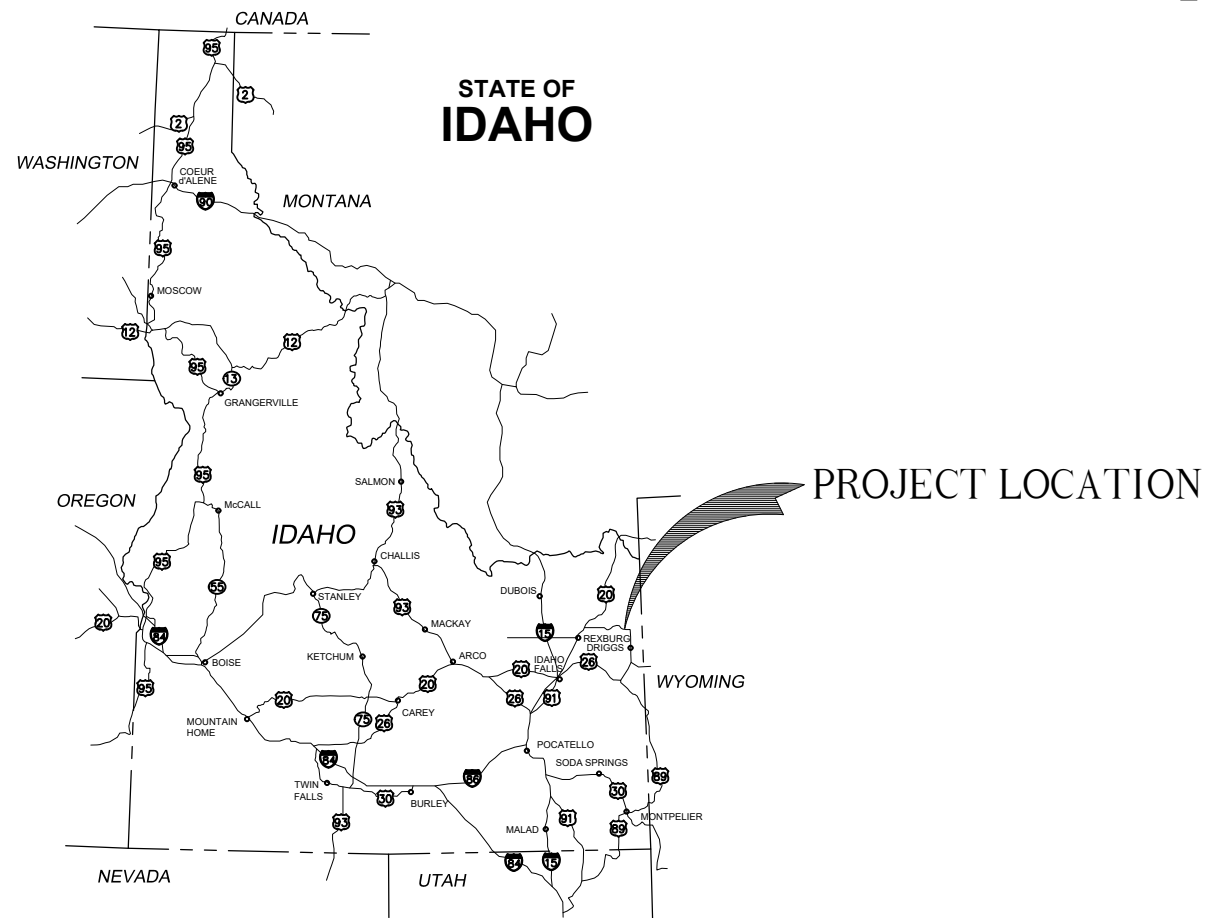 CANADA
95
STATE OF
IDAHO
2
2
95
WASHINGTON
COEUR
d'ALENE
90
MONTANA
95
MOSCOW
12
12
95
13
GRANGERVILLE
95
SALMON
PROJECT LOCATION
OREGON
McCALL
93
IDAHO
CHALLIS
95
55
STANLEY
DUBOIS
20
93
75
20
MACKAY
84
15
REXBURG
DRIGGS
BOISE
KETCHUM
ARCO
IDAHO
FALLS
26
20
WYOMING
95
20
20
26
91
CAREY
MOUNTAIN
HOME
75
26
POCATELLO
84
SODA SPRINGS
86
89
TWIN
FALLS
30
BURLEY
30
93
91
MONTPELIER
MALAD
89
84
15
NEVADA
UTAH